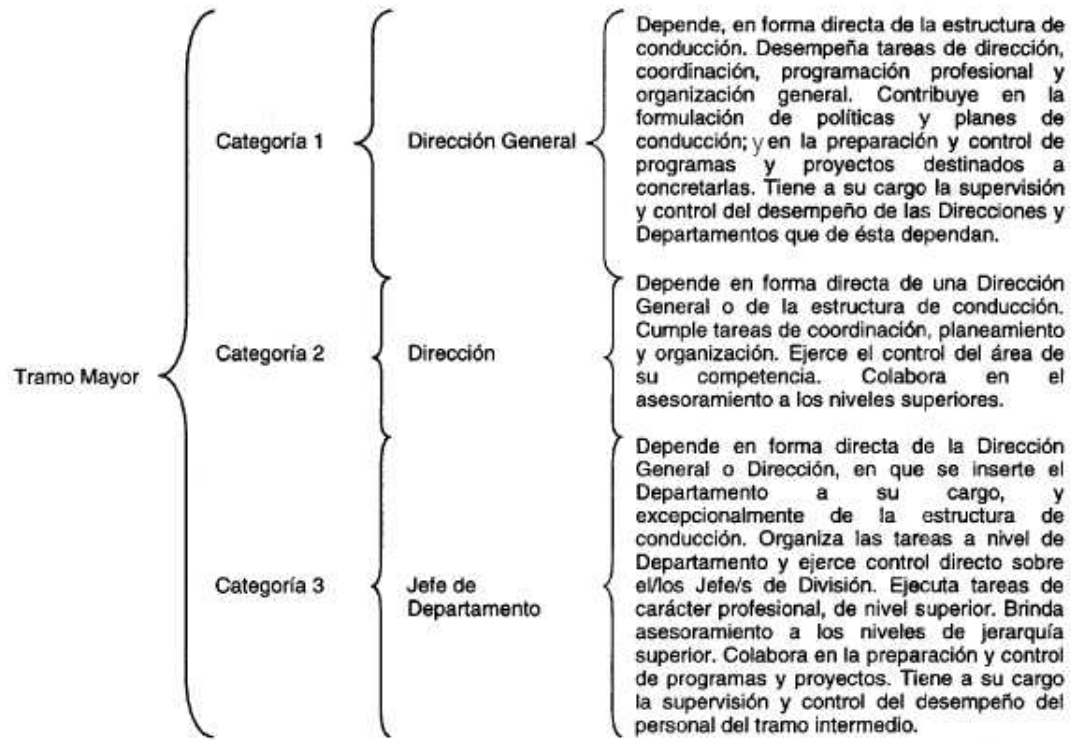 Tramo Mayor
Categoría 1
Dirección General
Depende, en forma directa de la estructura de
conducción. Desempeña tareas de dirección,
coordinación, programación profesional y
organización general. Contribuye en la
formulación de políticas y planes de
conducción; y en la preparación y control de
programas y proyectos destinados a
concretarlas. Tiene a su cargo la supervisión
y control del desempeño de las Direcciones y
Departamentos que de ésta dependan.
Categoría 2
Dirección
Depende en forma directa de una Dirección
General o de la estructura de conducción.
Cumple tareas de coordinación, planeamiento
y organización. Ejerce el control del área de
su competencia. Colabora en el
asesoramiento a los niveles superiores.
Categoría 3
Jefe de
Departamento
Depende en forma directa de la Dirección
General o Dirección, en que se inserte el
Departamento a su cargo, y
excepcionalmente de la estructura de
conducción. Organiza las tareas a nivel de
Departamento y ejerce control directo sobre
el/los Jefe/s de División. Ejecuta tareas de
carácter profesional, de nivel superior. Brinda
asesoramiento a los niveles de jerarquía
superior. Colabora en la preparación y control
de programas y proyectos. Tiene a su cargo
la supervisión y control del desempeño del
personal del tramo intermedio.